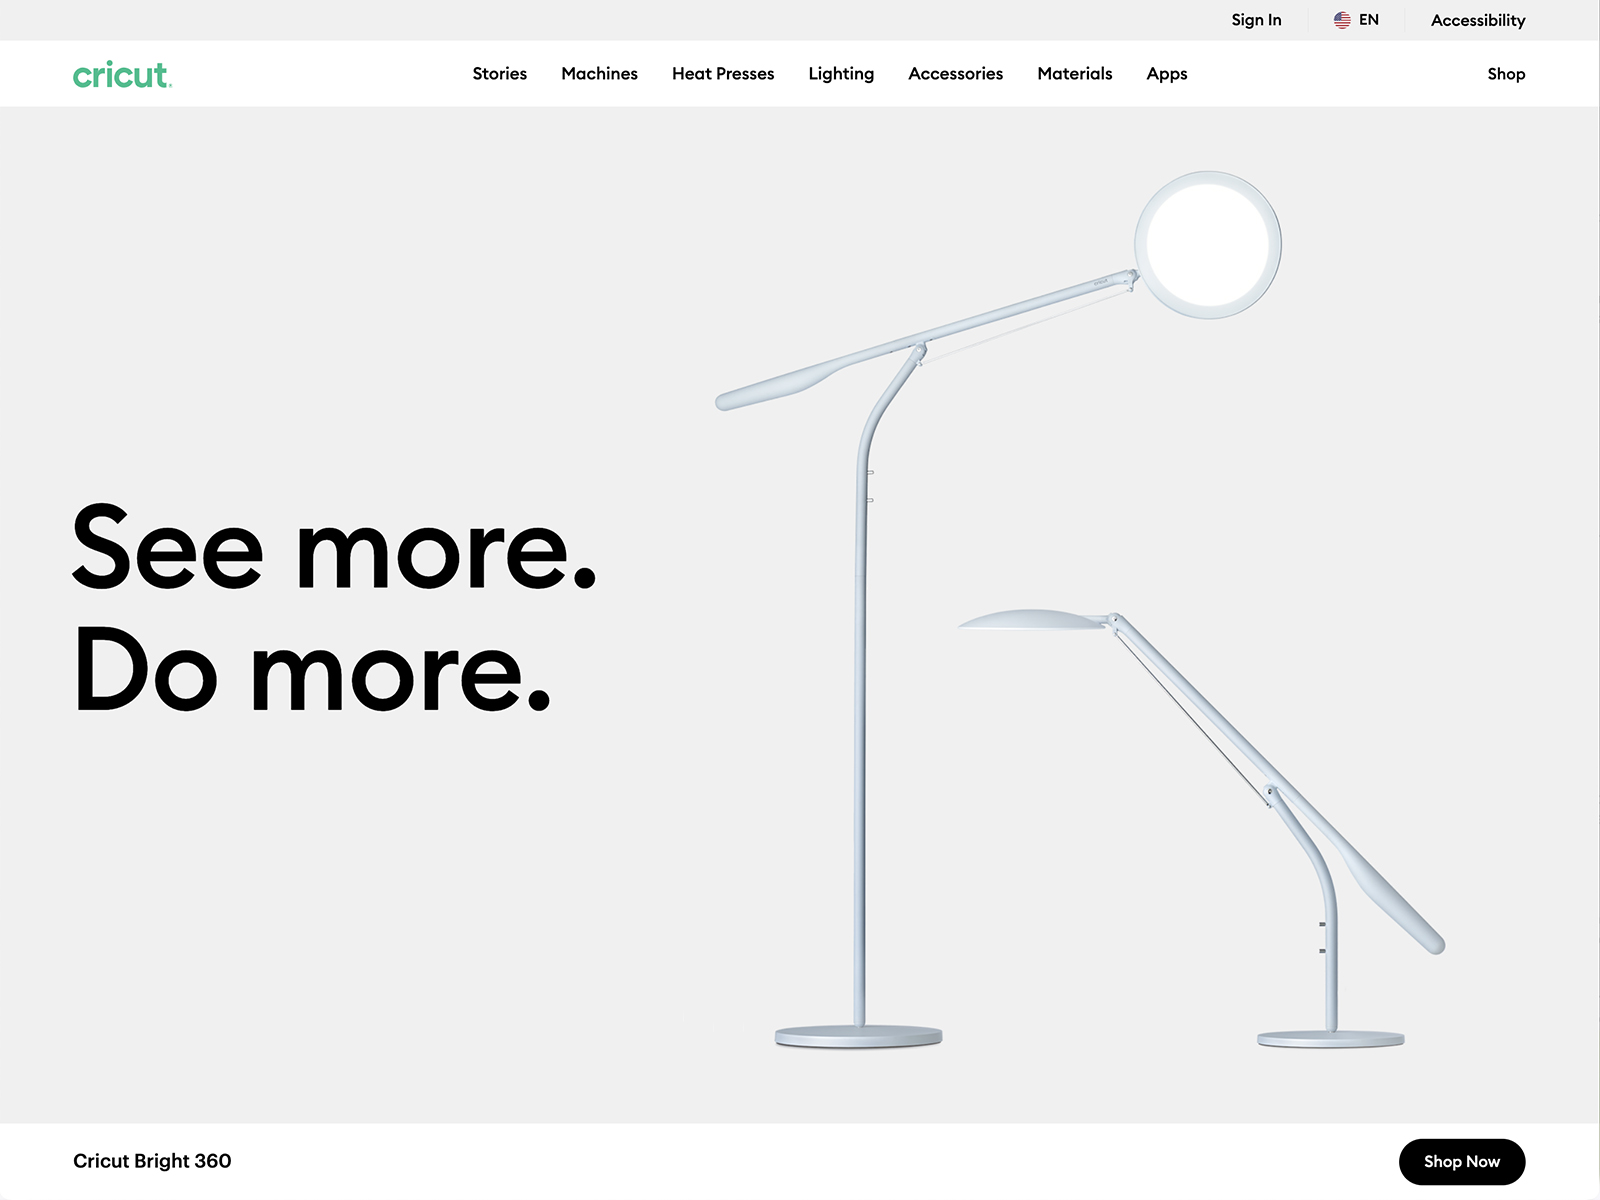 Sign In
EN
Accessibility
cricut
Stories
Machines
Heat Presses
Lighting
Accessories
Materials
Apps
Shop
See more.
Do more.
Cricut Bright 360
Shop Now